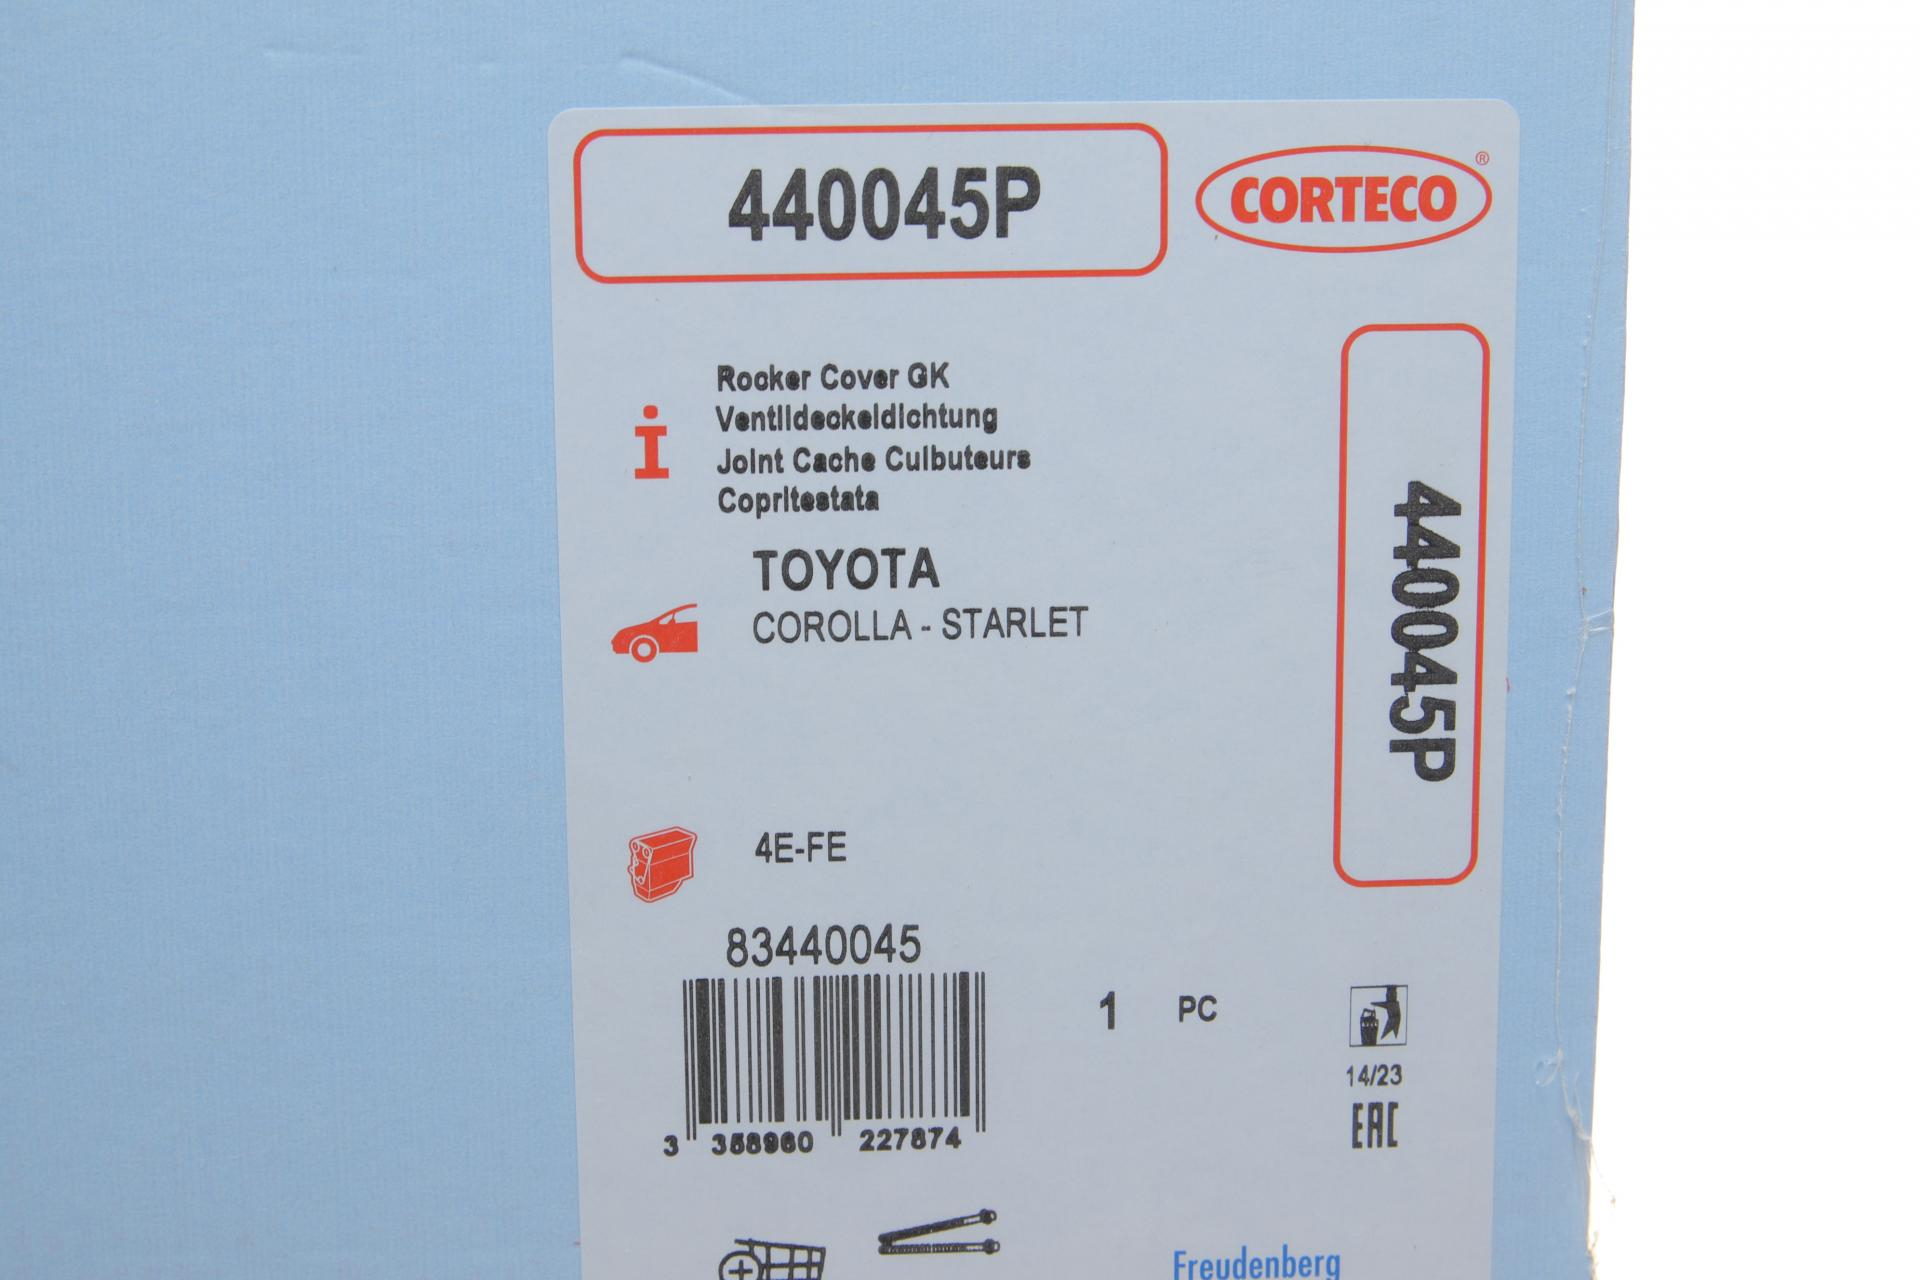 440045P
CORTECO®
Rocker Cover GK
Ventildeckeldichtung
Joint Cache Culbuteurs
Copritestata
TOYOTA
COROLLA - STARLET
440045P
4E-FE
83440045
1 PC
14/23
EAC
3 358960 227874
Freudenberg